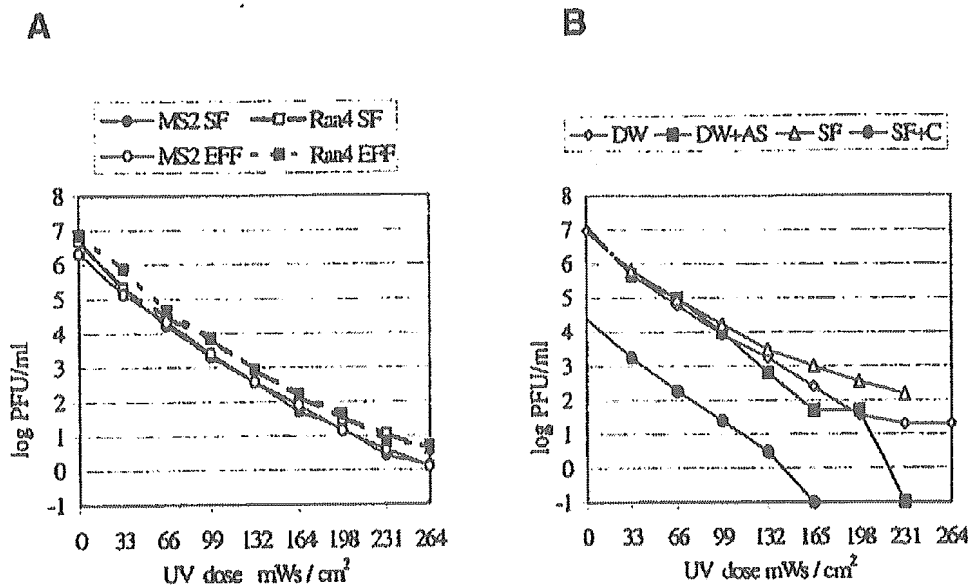 A
MS2 SF
Ran4 SF
MS2 EFF
Ran4 EFF
8
7
6
5
4
3
2
1
0
-1
log PFU/ml
0 33 66 99 132 164 198 231 264
UV dose mWs / cm²
B
DW
DW+AS
SF
SF+C
8
7
6
5
4
3
2
1
0
-1
log PFU/ml
0 33 66 99 132 165 198 231 264
UV dose mWs / cm²